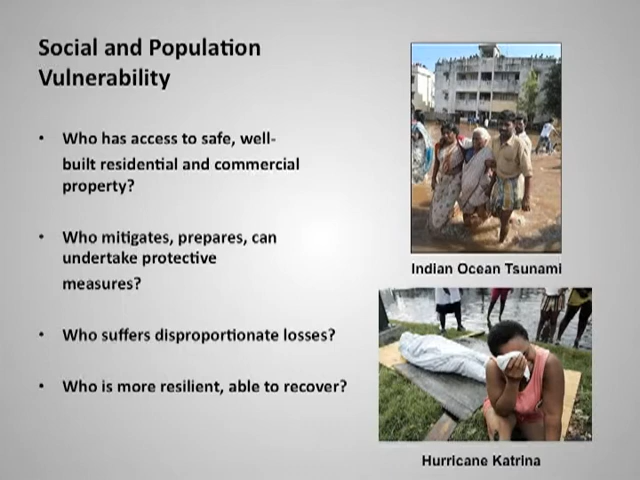 Social and Population
Vulnerability
• Who has access to safe, well-
built residential and commercial
property?
• Who mitigates, prepares, can
undertake protective
measures?
• Who suffers disproportionate losses?
• Who is more resilient, able to recover?
Indian Ocean Tsunami
Hurricane Katrina